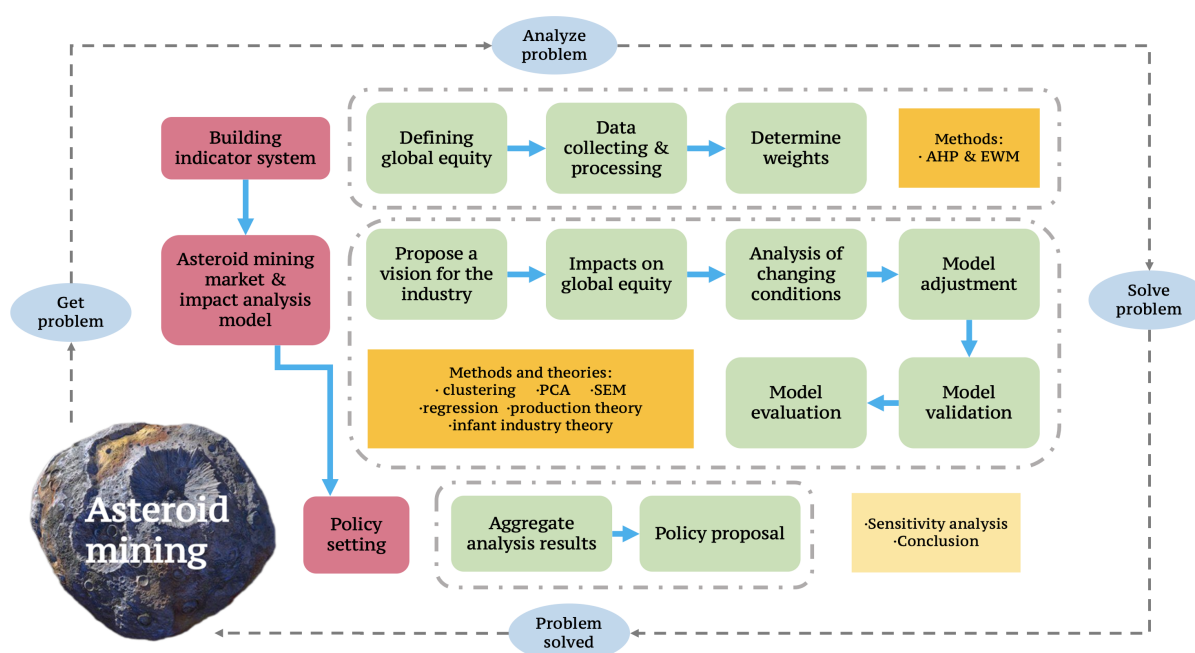 Analyze
problem
Building
indicator system
Defining
global equity
Data
collecting &
processing
Determine
weights
Methods:
· AHP & EWM
Asteroid mining
market &
impact analysis
model
Propose a
vision for the
industry
Impacts on
global equity
Analysis of
changing
conditions
Model
adjustment
Get
problem
Solve
problem
Methods and theories:
· clustering ·PCA ·SEM
·regression ·production theory
·infant industry theory
Model
evaluation
Model
validation
Asteroid
mining
Policy
setting
Aggregate
analysis results
Policy proposal
·Sensitivity analysis
·Conclusion
Problem
solved